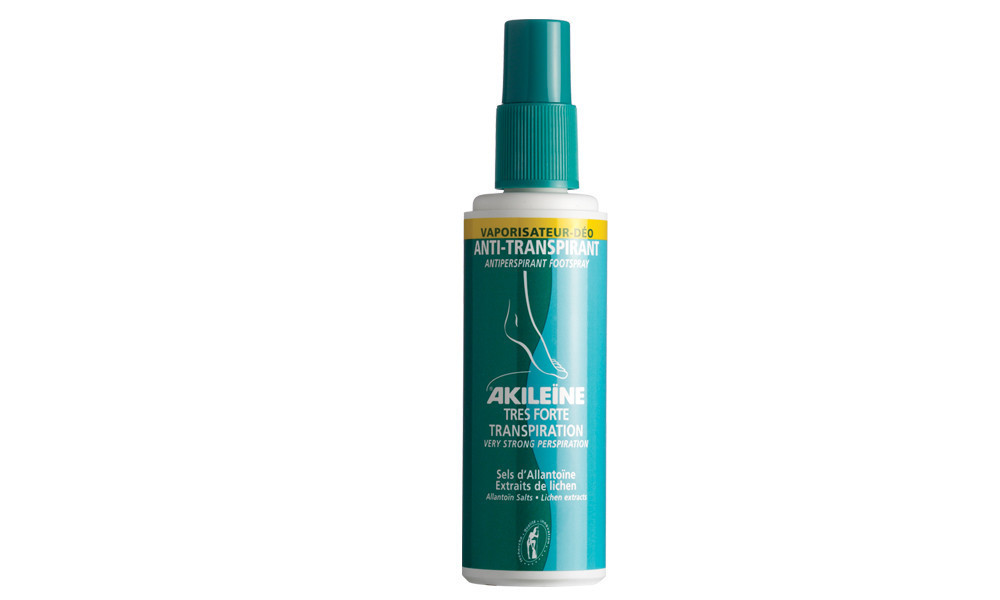 VAPORISATEUR-DÉO
ANTI-TRANSPIRANT
ANTIPERSPIRANT FOOTSPRAY
AKILEÏNE
TRES FORTE
TRANSPIRATION
VERY STRONG PERSPIRATION
Sels d'Allantoïne
Extraits de lichen
Allantoïn Salts • Lichen extracts